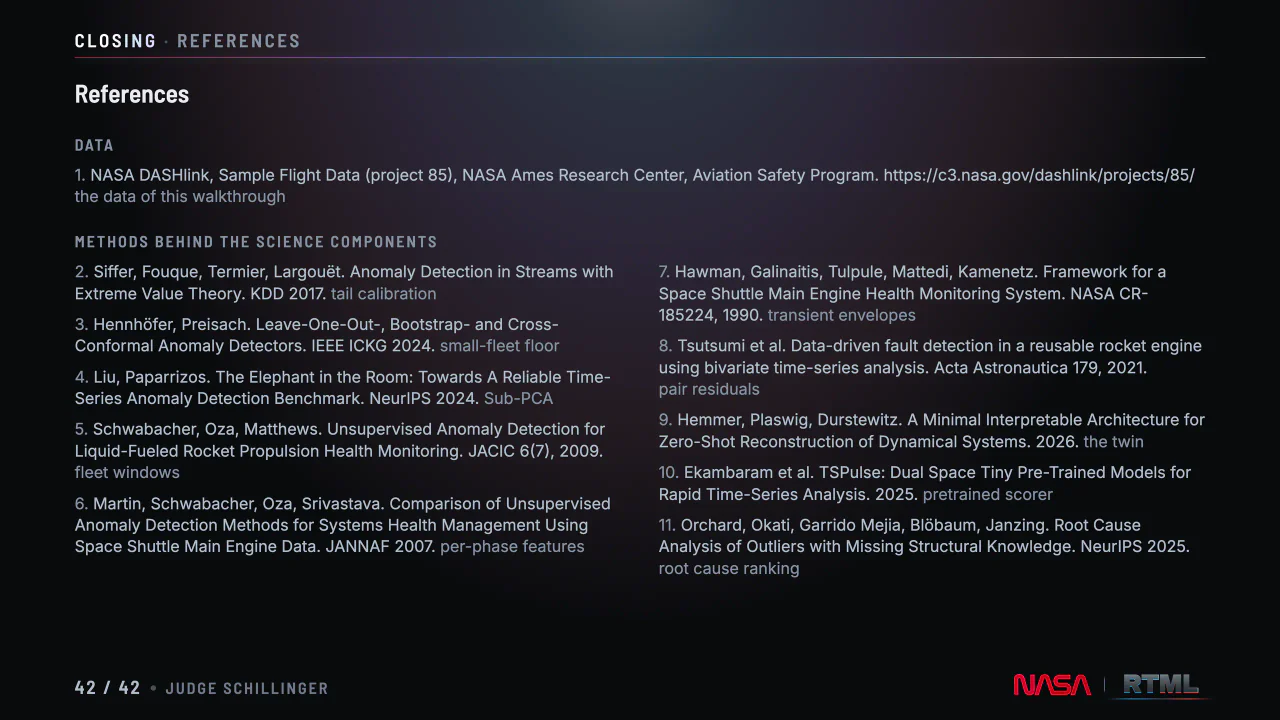 CLOSING · REFERENCES
References
DATA
1. NASA DASHlink, Sample Flight Data (project 85), NASA Ames Research Center, Aviation Safety Program. https://c3.nasa.gov/dashlink/projects/85/
the data of this walkthrough
METHODS BEHIND THE SCIENCE COMPONENTS
2. Siffer, Fouque, Termier, Largouët. Anomaly Detection in Streams with
Extreme Value Theory. KDD 2017. tail calibration
3. Hennhöfer, Preisach. Leave-One-Out-, Bootstrap- and Cross-
Conformal Anomaly Detectors. IEEE ICKG 2024. small-fleet floor
4. Liu, Paparrizos. The Elephant in the Room: Towards A Reliable Time-
Series Anomaly Detection Benchmark. NeurIPS 2024. Sub-PCA
5. Schwabacher, Oza, Matthews. Unsupervised Anomaly Detection for
Liquid-Fueled Rocket Propulsion Health Monitoring. JACIC 6(7), 2009.
fleet windows
6. Martin, Schwabacher, Oza, Srivastava. Comparison of Unsupervised
Anomaly Detection Methods for Systems Health Management Using
Space Shuttle Main Engine Data. JANNAF 2007. per-phase features
7. Hawman, Galinaitis, Tulpule, Mattedi, Kamenetz. Framework for a
Space Shuttle Main Engine Health Monitoring System. NASA CR-
185224, 1990. transient envelopes
8. Tsutsumi et al. Data-driven fault detection in a reusable rocket engine
using bivariate time-series analysis. Acta Astronautica 179, 2021.
pair residuals
9. Hemmer, Plaswig, Durstewitz. A Minimal Interpretable Architecture for
Zero-Shot Reconstruction of Dynamical Systems. 2026. the twin
10. Ekambaram et al. TSPulse: Dual Space Tiny Pre-Trained Models for
Rapid Time-Series Analysis. 2025. pretrained scorer
11. Orchard, Okati, Garrido Mejia, Blöbaum, Janzing. Root Cause
Analysis of Outliers with Missing Structural Knowledge. NeurIPS 2025.
root cause ranking
42 / 42 • JUDGE SCHILLINGER
NASA | RTML